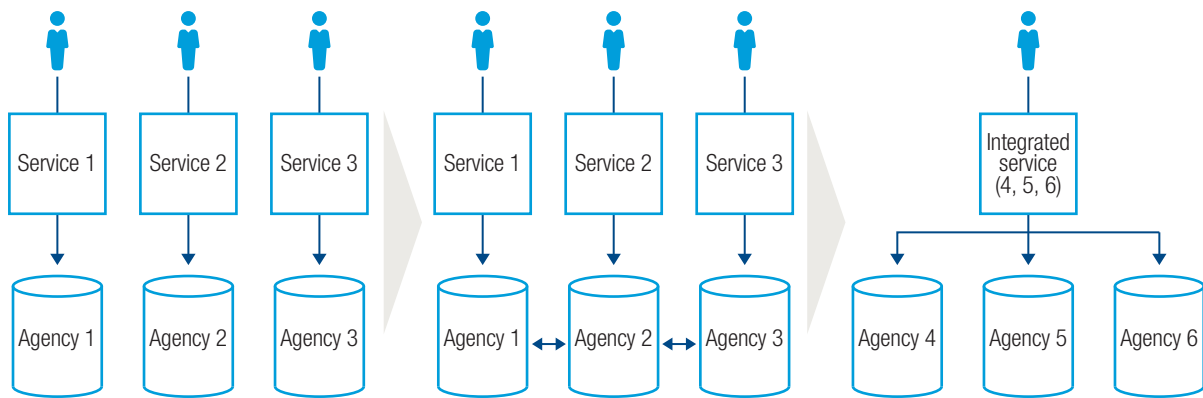 Service 1
Service 2
Service 3
Service 1
Service 2
Service 3
Integrated
service
(4, 5, 6)
Agency 1
Agency 2
Agency 3
Agency 1
Agency 2
Agency 3
Agency 4
Agency 5
Agency 6